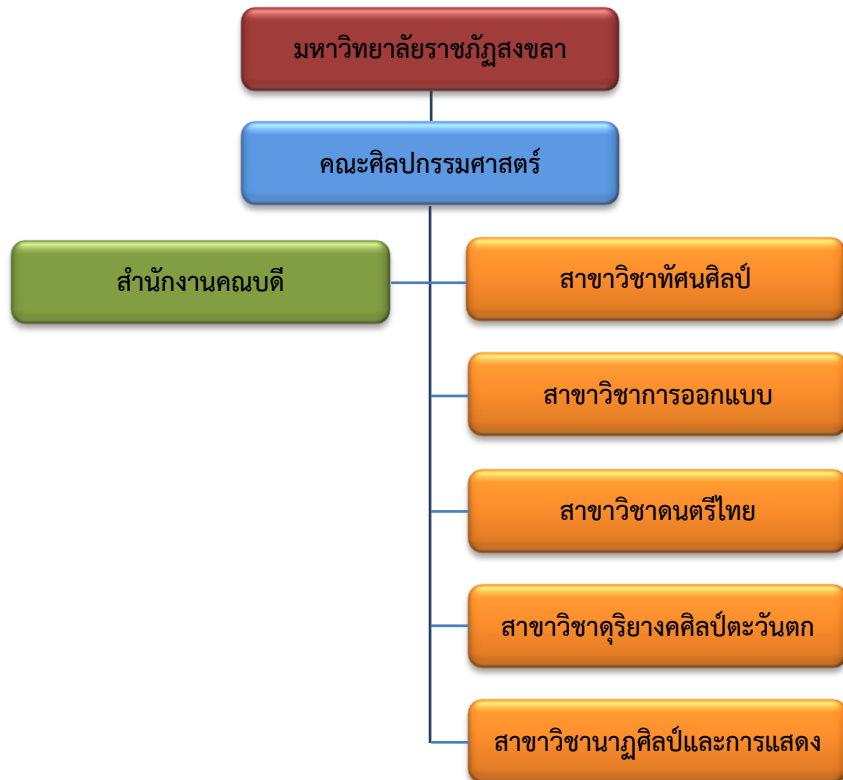 มหาวิทยาลัยราชภัฏสงขลา
คณะศิลปกรรมศาสตร์
สำนักงานคณบดี
สาขาวิชาทัศนศิลป์
สาขาวิชาการออกแบบ
สาขาวิชาดนตรีไทย
สาขาวิชาดุริยางคศิลป์ตะวันตก
สาขาวิชานาฏศิลป์และการแสดง